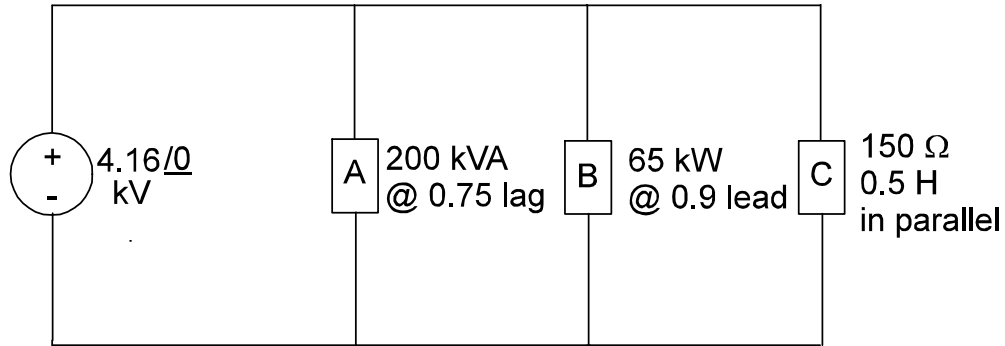 +
-
4.16/0
kV
A
200 kVA
@ 0.75 lag
B
65 kW
@ 0.9 lead
C
150 Ω
0.5 H
in parallel